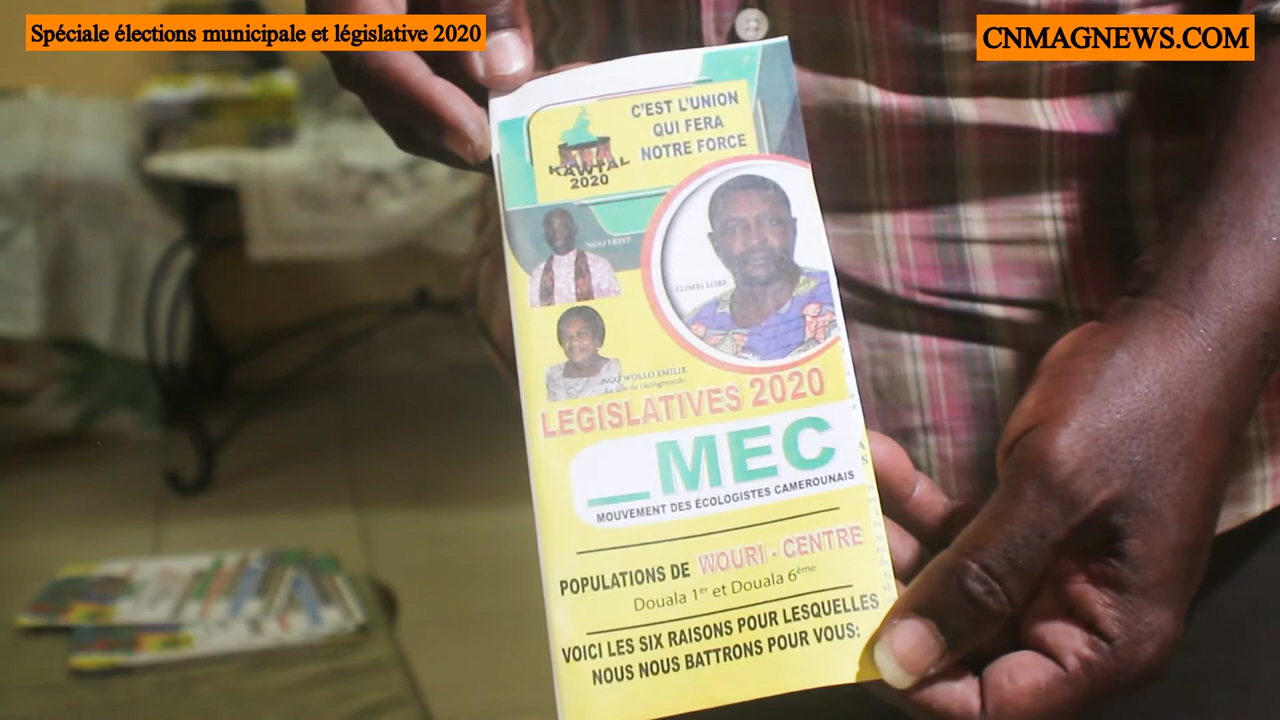 Spéciale élections municipale et législative 2020
CNMAGNEWS.COM
C'EST L'UNION
QUI FERA
NOTRE FORCE
KAWTAL
2020
NGO FRITZ
ELIMBI LOBE
NGO WOLLO EMILIE
LEGISLATIVES 2020
MEC
MOUVEMENT DES ÉCOLOGISTES CAMEROUNAIS
POPULATIONS DE WOURI - CENTRE
Douala 1er et Douala 6ème
VOICI LES SIX RAISONS POUR LESQUELLES
NOUS NOUS BATTRONS POUR VOUS: